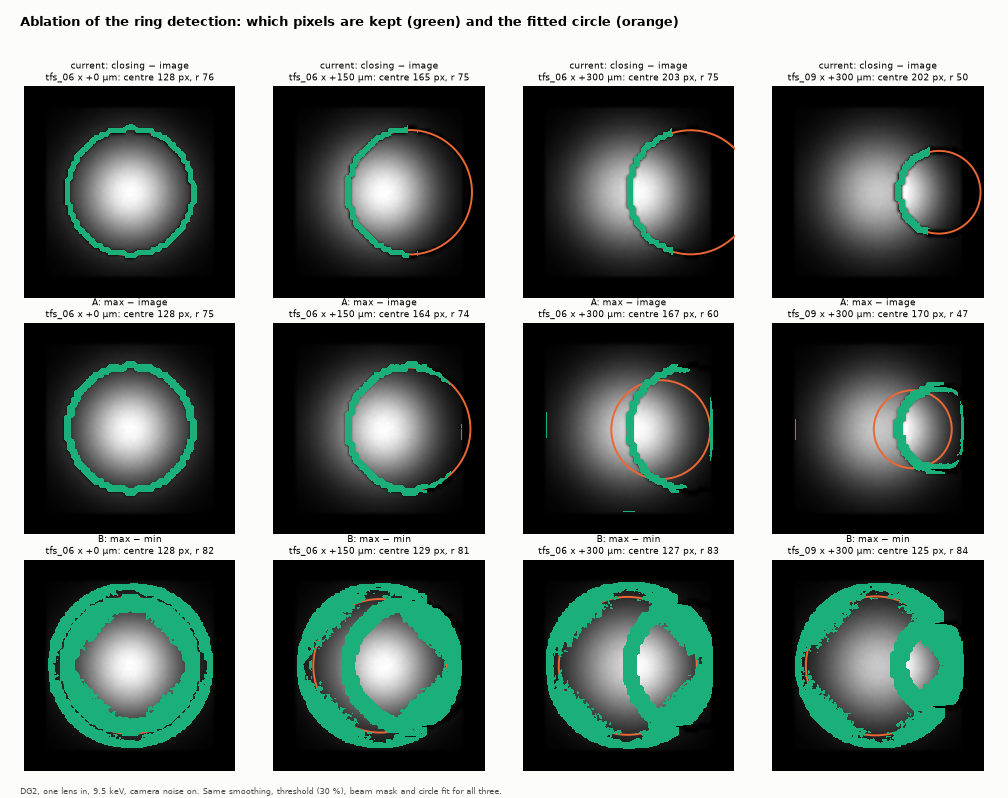 Ablation of the ring detection: which pixels are kept (green) and the fitted circle (orange)
current: closing − image
tfs_06 x +0 µm: centre 128 px, r 76
current: closing − image
tfs_06 x +150 µm: centre 165 px, r 75
current: closing − image
tfs_06 x +300 µm: centre 203 px, r 75
current: closing − image
tfs_09 x +300 µm: centre 202 px, r 50
A: max − image
tfs_06 x +0 µm: centre 128 px, r 75
A: max − image
tfs_06 x +150 µm: centre 164 px, r 74
A: max − image
tfs_06 x +300 µm: centre 167 px, r 60
A: max − image
tfs_09 x +300 µm: centre 170 px, r 47
B: max − min
tfs_06 x +0 µm: centre 128 px, r 82
B: max − min
tfs_06 x +150 µm: centre 129 px, r 81
B: max − min
tfs_06 x +300 µm: centre 127 px, r 83
B: max − min
tfs_09 x +300 µm: centre 125 px, r 84
DG2, one lens in, 9.5 keV, camera noise on. Same smoothing, threshold (30 %), beam mask and circle fit for all three.